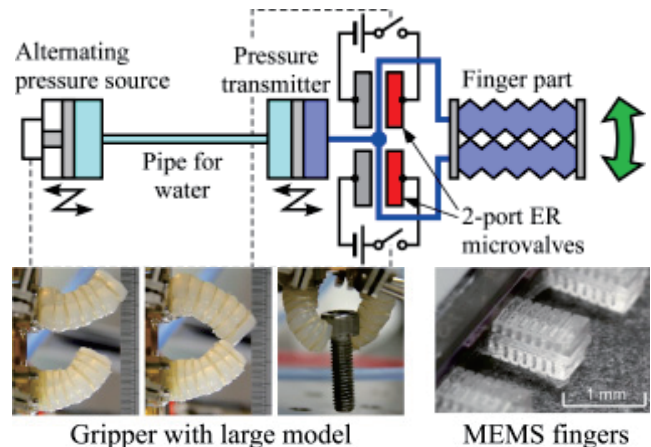 Alternating
pressure source
Pressure
transmitter
Finger part
Pipe for
water
2-port ER
microvalves
1 mm
Gripper with large model
MEMS fingers